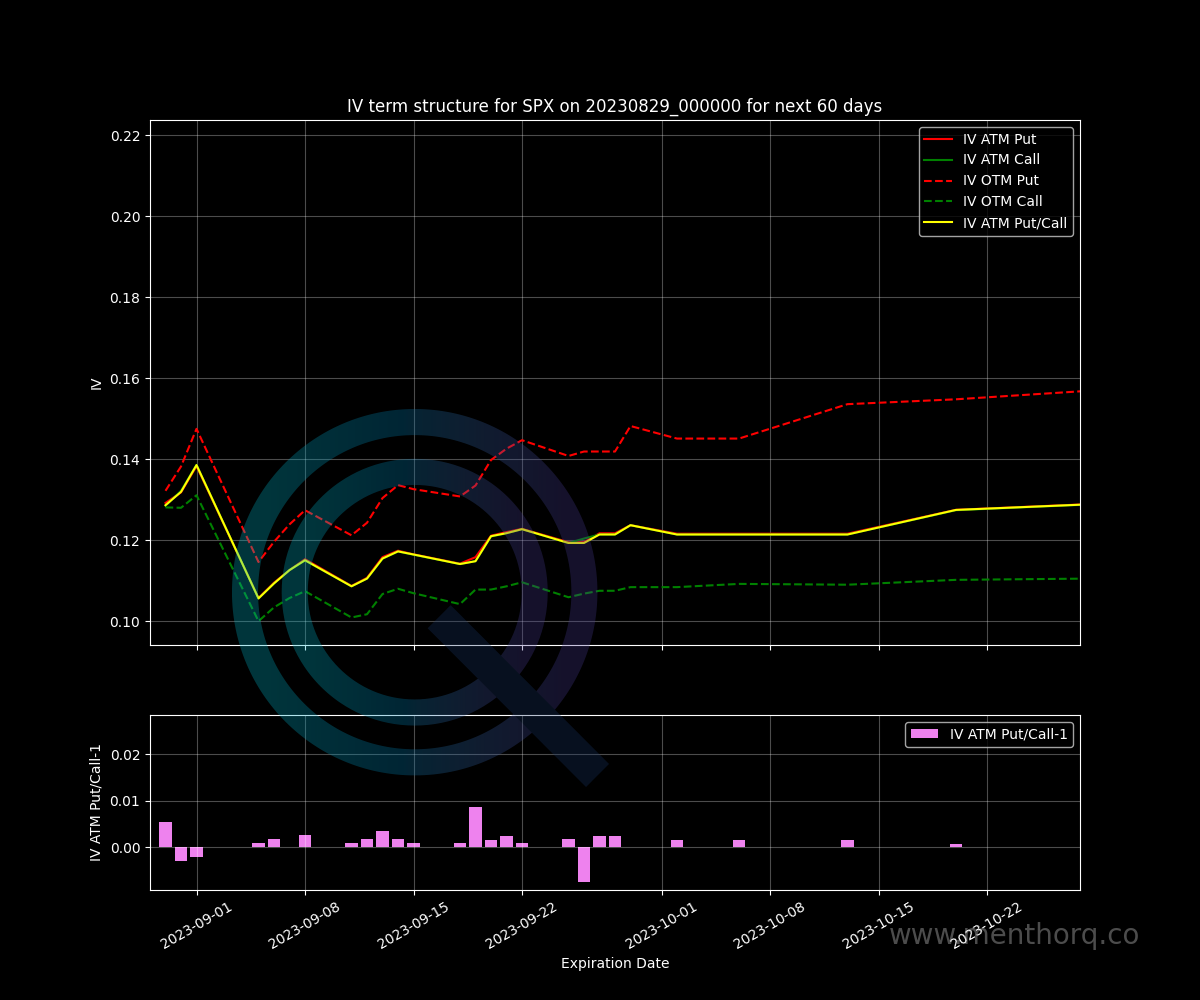 IV term structure for SPX on 20230829_000000 for next 60 days
0.22
0.20
0.18
0.16
0.14
0.12
0.10
IV
IV ATM Put
IV ATM Call
IV OTM Put
IV OTM Call
IV ATM Put/Call
0.02
0.01
0.00
IV ATM Put/Call-1
IV ATM Put/Call-1
2023-09-01
2023-09-08
2023-09-15
2023-09-22
2023-10-01
2023-10-08
2023-10-15
2023-10-22
www.menthorq.co
Expiration Date